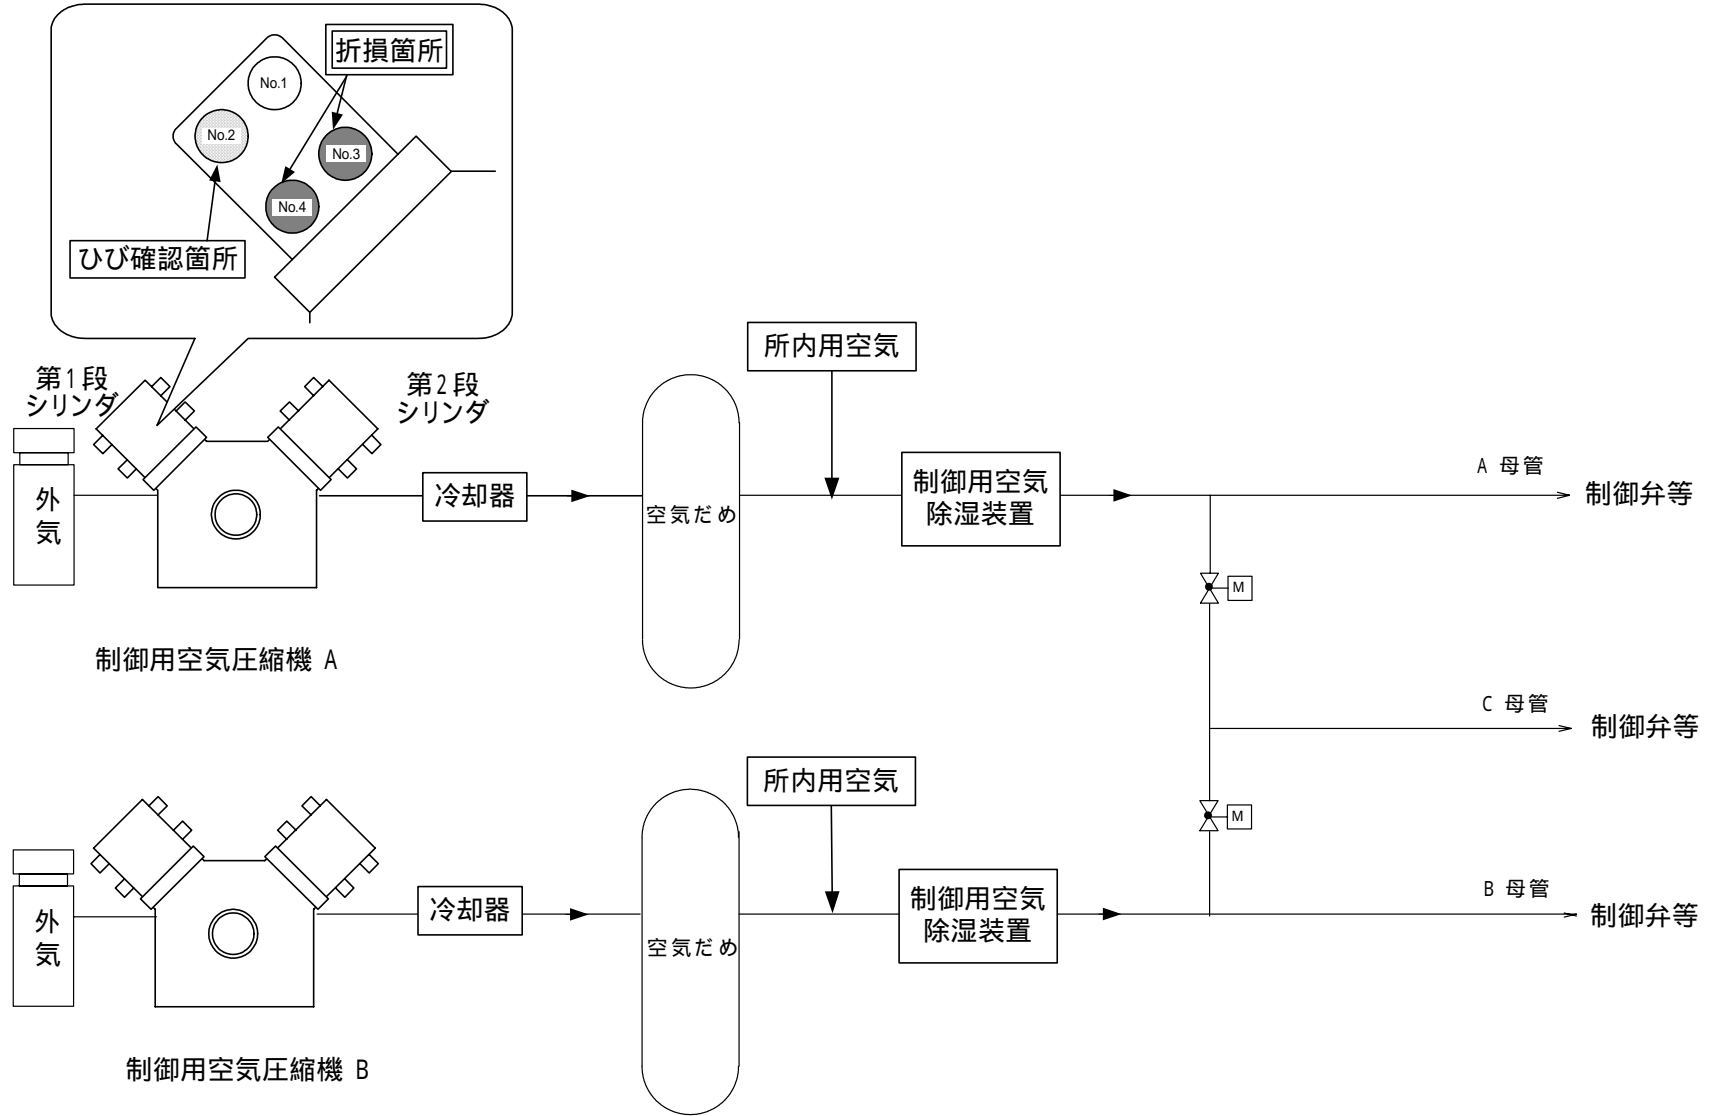 折損箇所
No.1
No.2
No.3
No.4
ひび確認箇所
第1段
シリンダ
第2段
シリンダ
所内用空気
外
気
冷却器
空気だめ
制御用空気
除湿装置
A 母管
制御弁等
M
制御用空気圧縮機 A
C 母管
制御弁等
所内用空気
M
外
気
冷却器
空気だめ
制御用空気
除湿装置
B 母管
制御弁等
制御用空気圧縮機 B